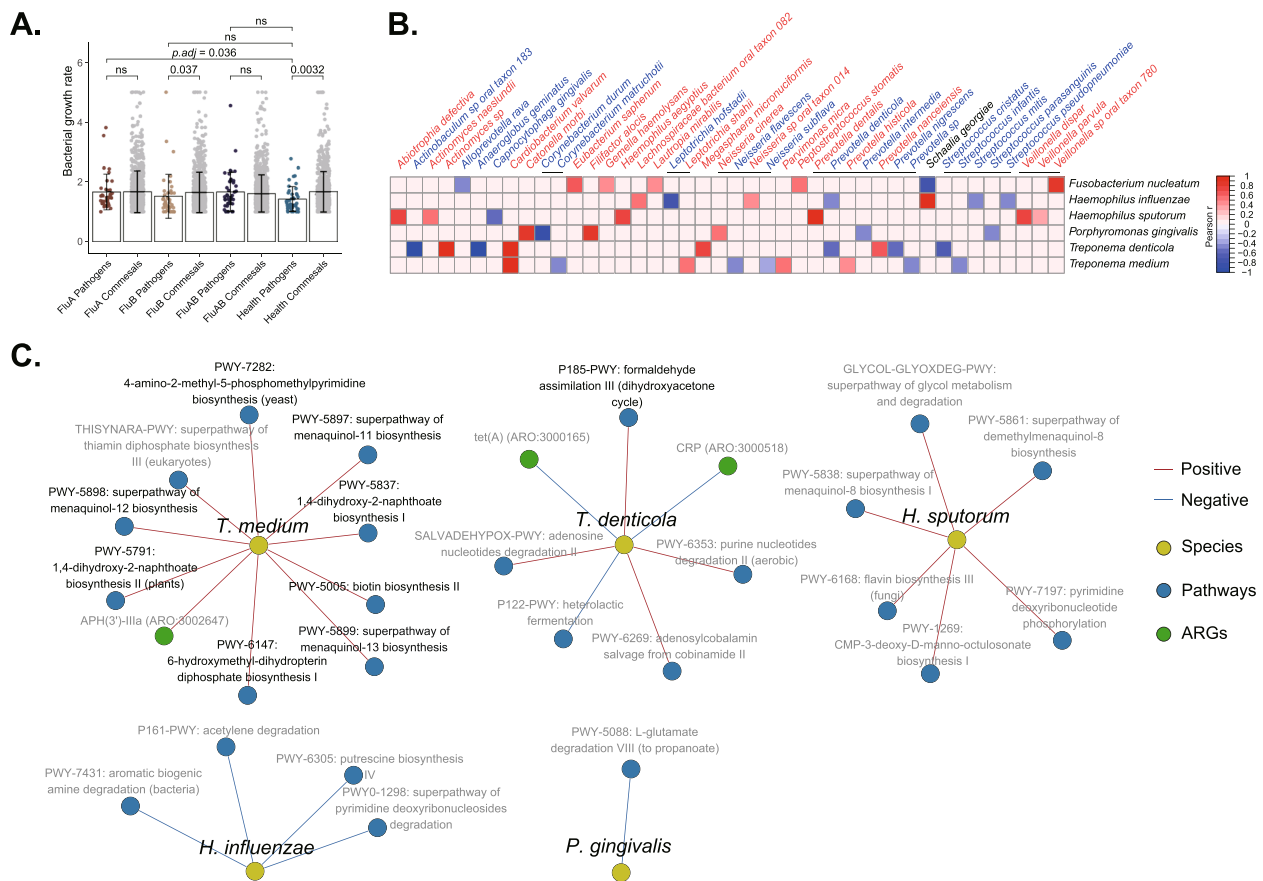 A.
ns
ns
p.adj = 0.036
ns
0.037
ns
0.0032
Bacterial growth rate
6
4
2
0
FluA Pathogens
FluA Commesals
FluB Pathogens
FluB Commesals
FluAB Pathogens
FluAB Commesals
Health Pathogens
Health Commesals
B.
Abiotrophia defectiva
Actinobaculum sp oral taxon 183
Actinomyces naeslundii
Actinomyces sp
Alloprevotella rava
Anaeroglobus geminatus
Capnocytophaga gingivalis
Cardiobacterium valvarum
Catonella morbi
Corynebacterium durum
Corynebacterium matruchotii
Eubacterium saphenum
Filifactor alocis
Gemella haemolysans
Haemophilus aegyptius
Lachnospiraceae bacterium oral taxon 082
Lautropia mirabilis
Leptotrichia hofstadii
Leptotrichia shahii
Megasphaera micronuciformis
Neisseria cinerea
Neisseria flavescens
Neisseria sp oral taxon 014
Neisseria subflava
Parvimonas micra
Peptostreptococcus stomatis
Prevotella dentalis
Prevotella denticola
Prevotella histicola
Prevotella intermedia
Prevotella nanceiensis
Prevotella nigrescens
Prevotella sp
Schaalia georgiae
Streptococcus cristatus
Streptococcus infantis
Streptococcus mitis
Streptococcus parasanguinis
Streptococcus pseudopneumoniae
Veillonella dispar
Veillonella parvula
Veillonella sp oral taxon 780
Fusobacterium nucleatum
Haemophilus influenzae
Haemophilus sputorum
Porphyromonas gingivalis
Treponema denticola
Treponema medium
Pearson r
1
0.8
0.6
0.4
0.2
0
−0.2
−0.4
−0.6
−0.8
−1
C.
PWY-7282:
4-amino-2-methyl-5-phosphomethylpyrimidine
biosynthesis (yeast)
THISYNARA-PWY: superpathway of
thiamin diphosphate biosynthesis
III (eukaryotes)
PWY-5897: superpathway of
menaquinol-11 biosynthesis
PWY-5898: superpathway of
menaquinol-12 biosynthesis
PWY-5837:
1,4-dihydroxy-2-naphthoate
biosynthesis I
T. medium
PWY-5791:
1,4-dihydroxy-2-naphthoate
biosynthesis II (plants)
PWY-5005: biotin biosynthesis II
APH(3')-IIIa (ARO:3002647)
PWY-5899: superpathway of
menaquinol-13 biosynthesis
PWY-6147:
6-hydroxymethyl-dihydropterin
diphosphate biosynthesis I
P185-PWY: formaldehyde
assimilation III (dihydroxyacetone
cycle)
tet(A) (ARO:3000165)
CRP (ARO:3000518)
T. denticola
SALVADEHYPOX-PWY: adenosine
nucleotides degradation II
PWY-6353: purine nucleotides
degradation II (aerobic)
P122-PWY: heterolactic
fermentation
PWY-6269: adenosylcobalamin
salvage from cobinamide II
GLYCOL-GLYOXDEG-PWY:
superpathway of glycol metabolism
and degradation
PWY-5861: superpathway of
demethylmenaquinol-8
biosynthesis
PWY-5838: superpathway of
menaquinol-8 biosynthesis I
H. sputorum
PWY-6168: flavin biosynthesis III
(fungi)
PWY-7197: pyrimidine
deoxyribonucleotide
phosphorylation
PWY-1269:
CMP-3-deoxy-D-manno-octulosonate
biosynthesis I
Positive
Negative
Species
Pathways
ARGs
P161-PWY: acetylene degradation
PWY-7431: aromatic biogenic
amine degradation (bacteria)
PWY-6305: putrescine biosynthesis
IV
PWY0-1298: superpathway of
pyrimidine deoxyribonucleosides
degradation
H. influenzae
PWY-5088: L-glutamate
degradation VIII (to propanoate)
P. gingivalis